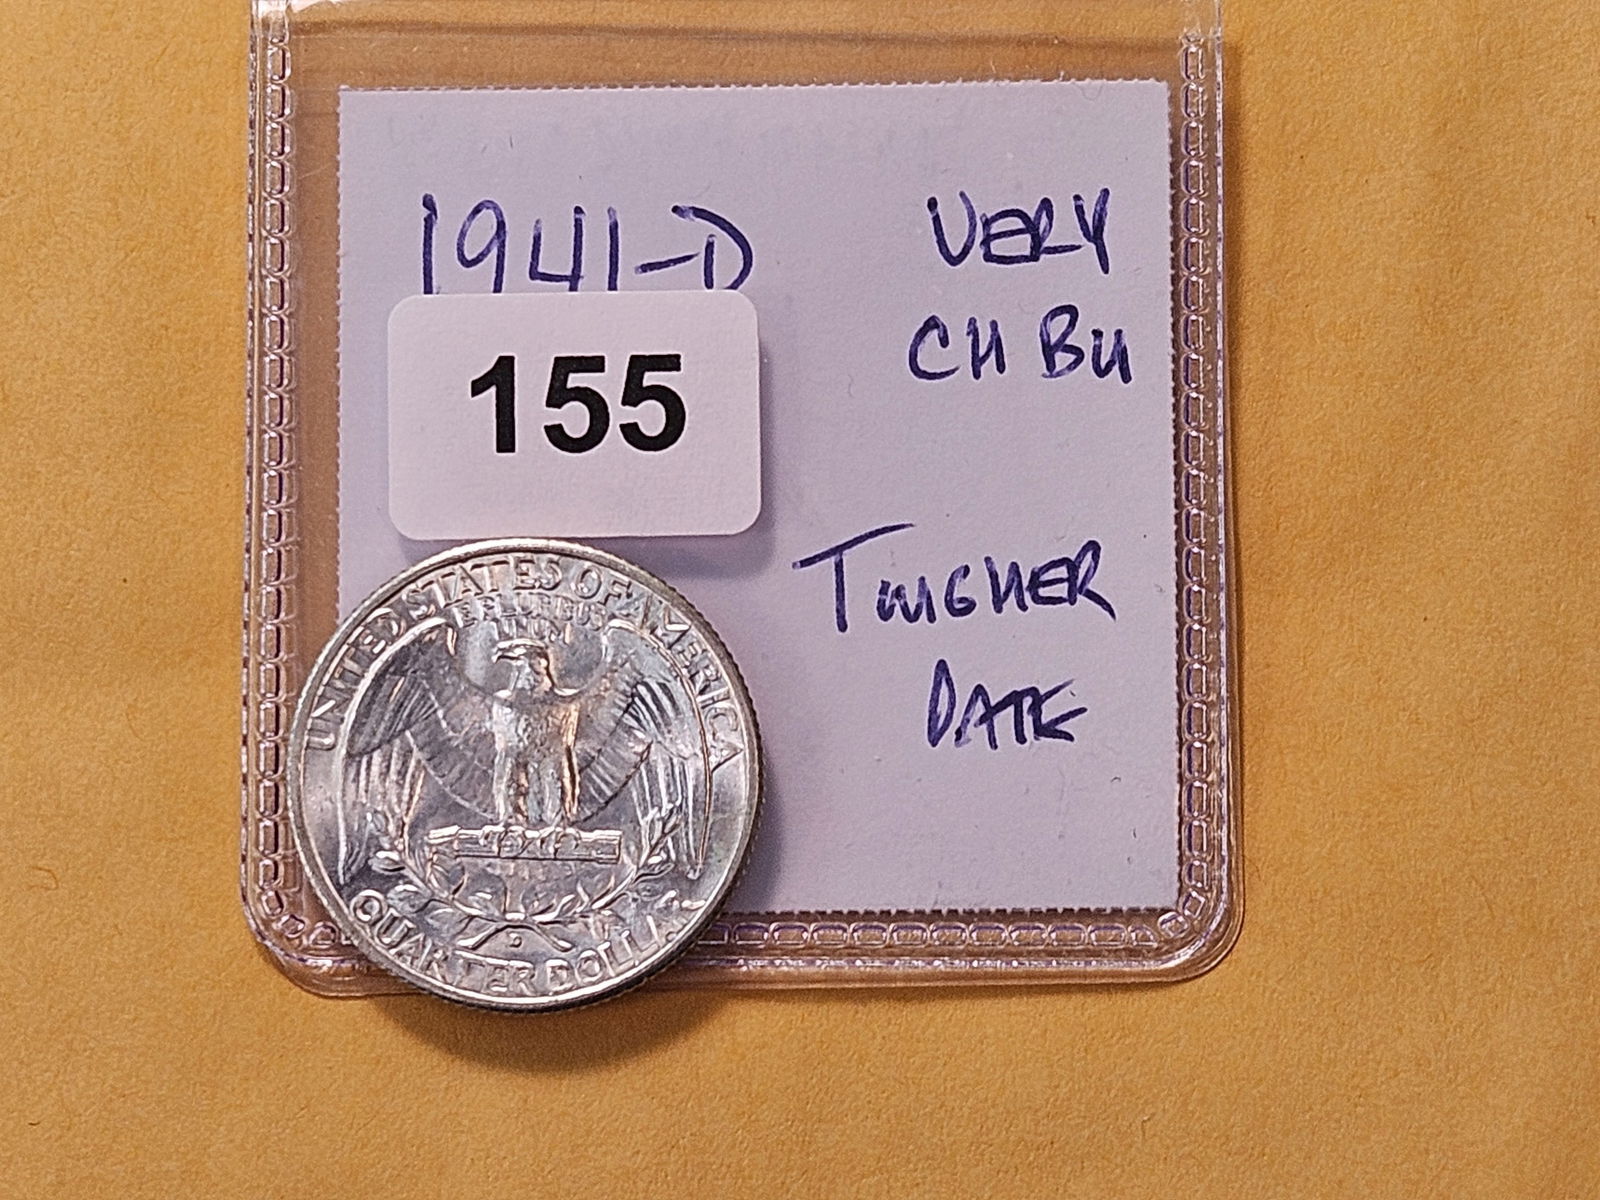 1941-D
VERY
CH BU
155
TOUGHER
DATE
UNITED STATES OF AMERICA
E PLURIBUS
UNUM
D
QUARTER DOLLAR